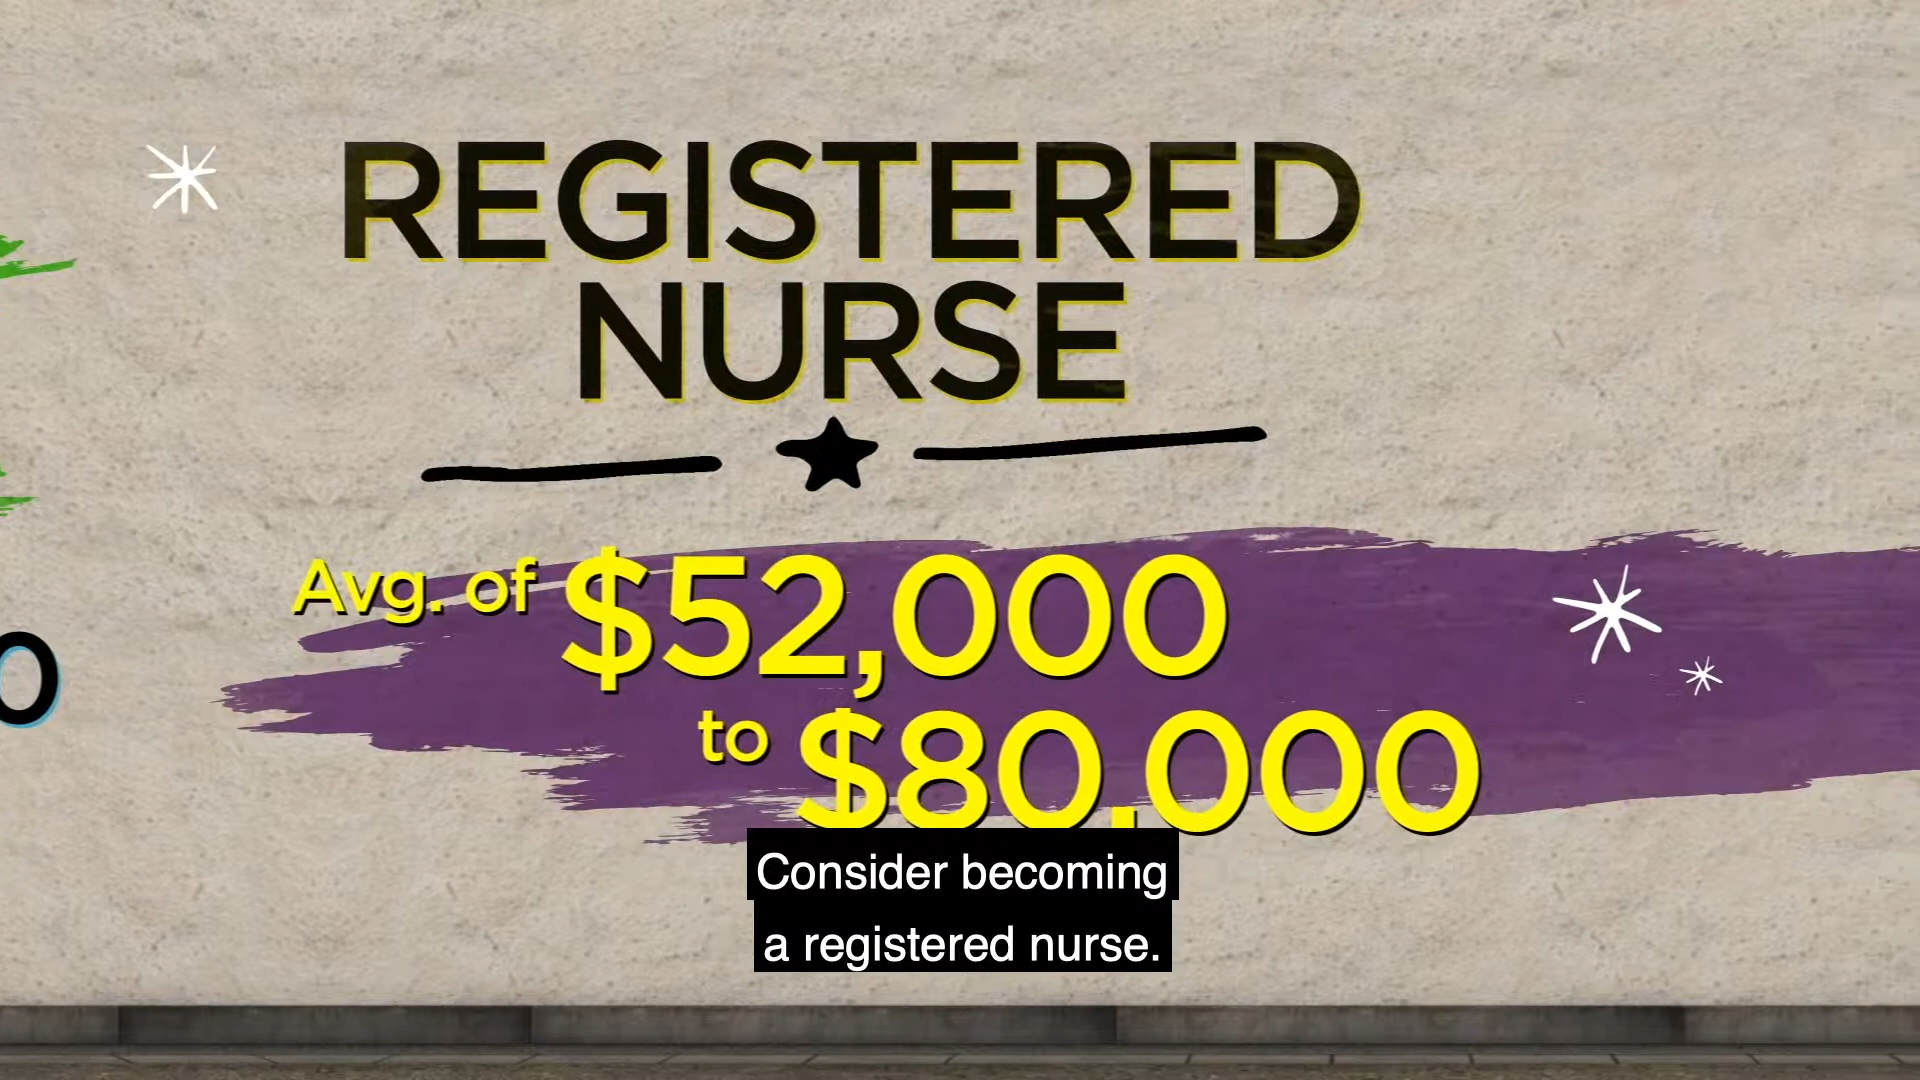 REGISTERED
NURSE
Avg. of $52,000
to $80,000
Consider becoming
a registered nurse.